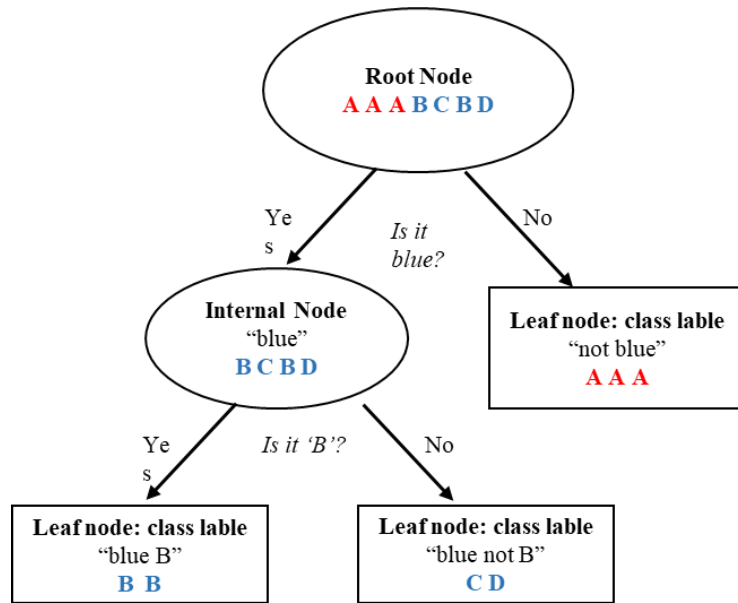 Root Node
A A A B C B D
Ye
s
Is it
blue?
No
Internal Node
“blue”
B C B D
Leaf node: class lable
“not blue”
A A A
Ye
s
Is it ‘B’?
No
Leaf node: class lable
“blue B”
B B
Leaf node: class lable
“blue not B”
C D